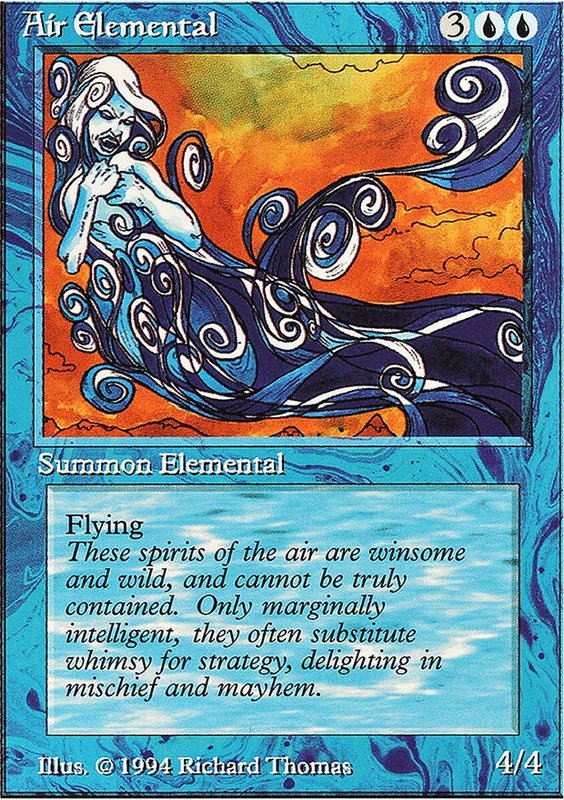 Air Elemental
3
Summon Elemental
Flying
These spirits of the air are winsome
and wild, and cannot be truly
contained. Only marginally
intelligent, they often substitute
whimsy for strategy, delighting in
mischief and mayhem.
Illus. © 1994 Richard Thomas
4/4